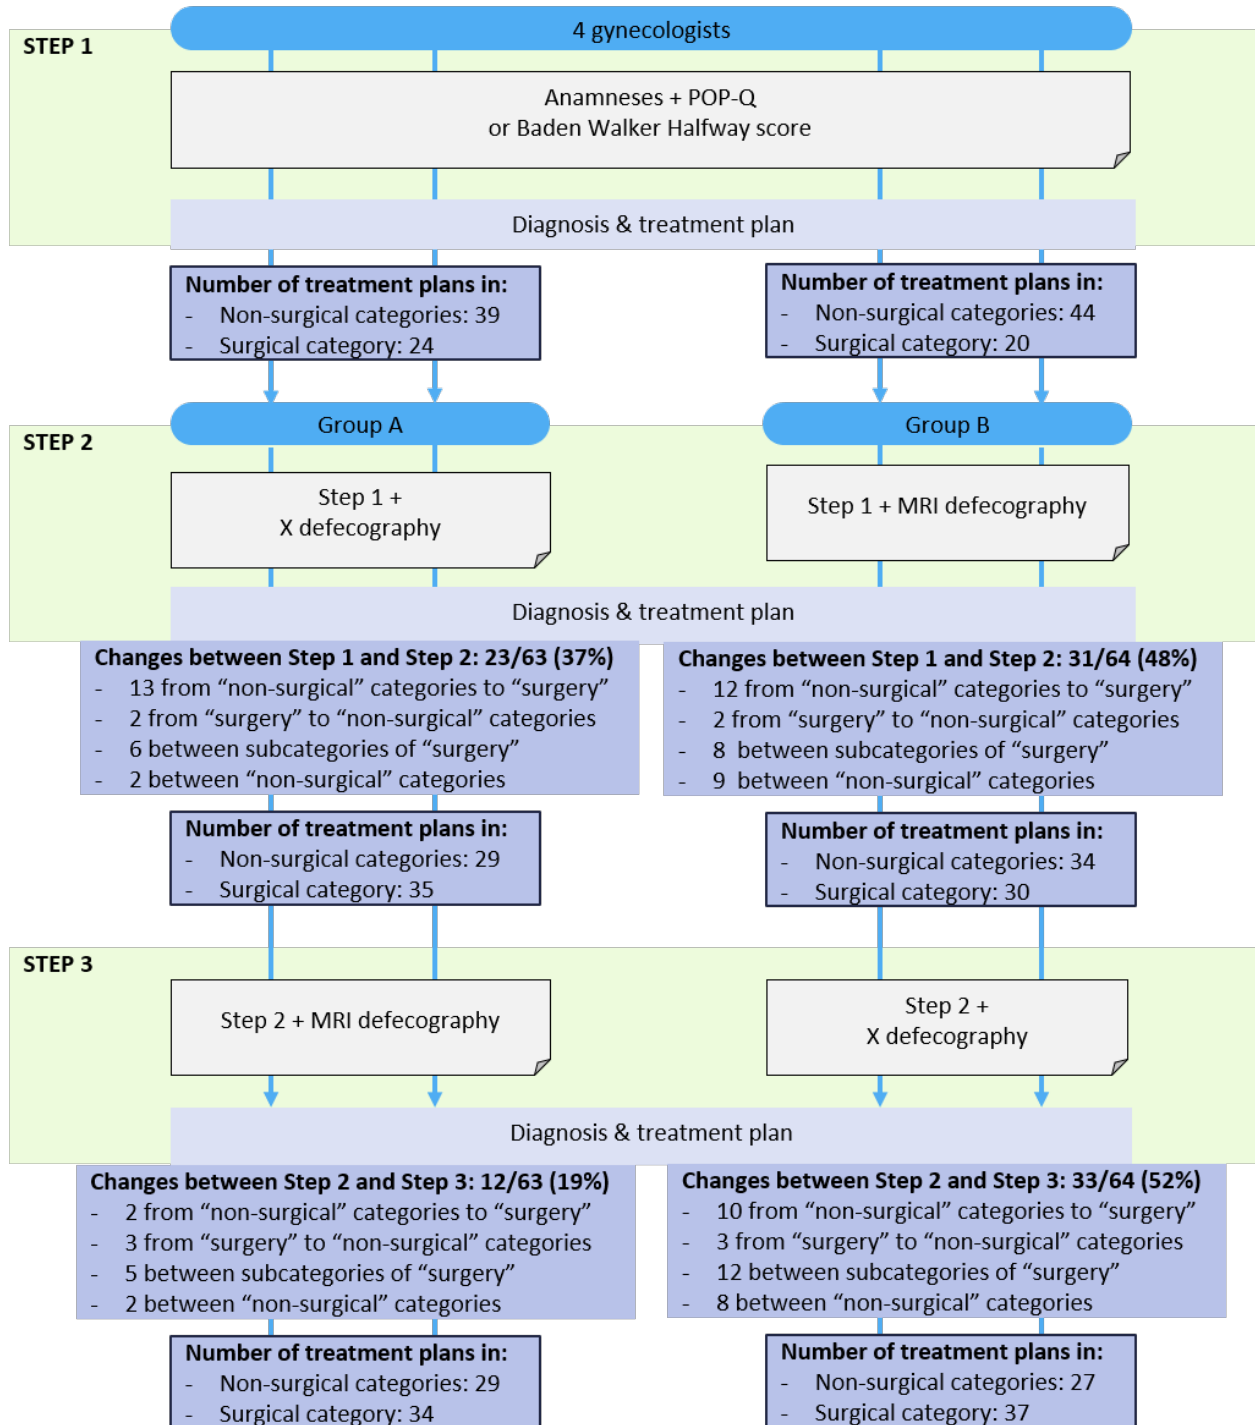 4 gynecologists
STEP 1
Anamneses + POP-Q
or Baden Walker Halfway score
Diagnosis & treatment plan
Number of treatment plans in:
- Non-surgical categories: 39
- Surgical category: 24
Number of treatment plans in:
- Non-surgical categories: 44
- Surgical category: 20
Group A
Group B
STEP 2
Step 1 +
X defecography
Step 1 + MRI defecography
Diagnosis & treatment plan
Changes between Step 1 and Step 2: 23/63 (37%)
- 13 from “non-surgical” categories to “surgery”
- 2 from “surgery” to “non-surgical” categories
- 6 between subcategories of “surgery”
- 2 between “non-surgical” categories
Changes between Step 1 and Step 2: 31/64 (48%)
- 12 from “non-surgical” categories to “surgery”
- 2 from “surgery” to “non-surgical” categories
- 8 between subcategories of “surgery”
- 9 between “non-surgical” categories
Number of treatment plans in:
- Non-surgical categories: 29
- Surgical category: 35
Number of treatment plans in:
- Non-surgical categories: 34
- Surgical category: 30
STEP 3
Step 2 + MRI defecography
Step 2 +
X defecography
Diagnosis & treatment plan
Changes between Step 2 and Step 3: 12/63 (19%)
- 2 from “non-surgical” categories to “surgery”
- 3 from “surgery” to “non-surgical” categories
- 5 between subcategories of “surgery”
- 2 between “non-surgical” categories
Changes between Step 2 and Step 3: 33/64 (52%)
- 10 from “non-surgical” categories to “surgery”
- 3 from “surgery” to “non-surgical” categories
- 12 between subcategories of “surgery”
- 8 between “non-surgical” categories
Number of treatment plans in:
- Non-surgical categories: 29
- Surgical category: 34
Number of treatment plans in:
- Non-surgical categories: 27
- Surgical category: 37